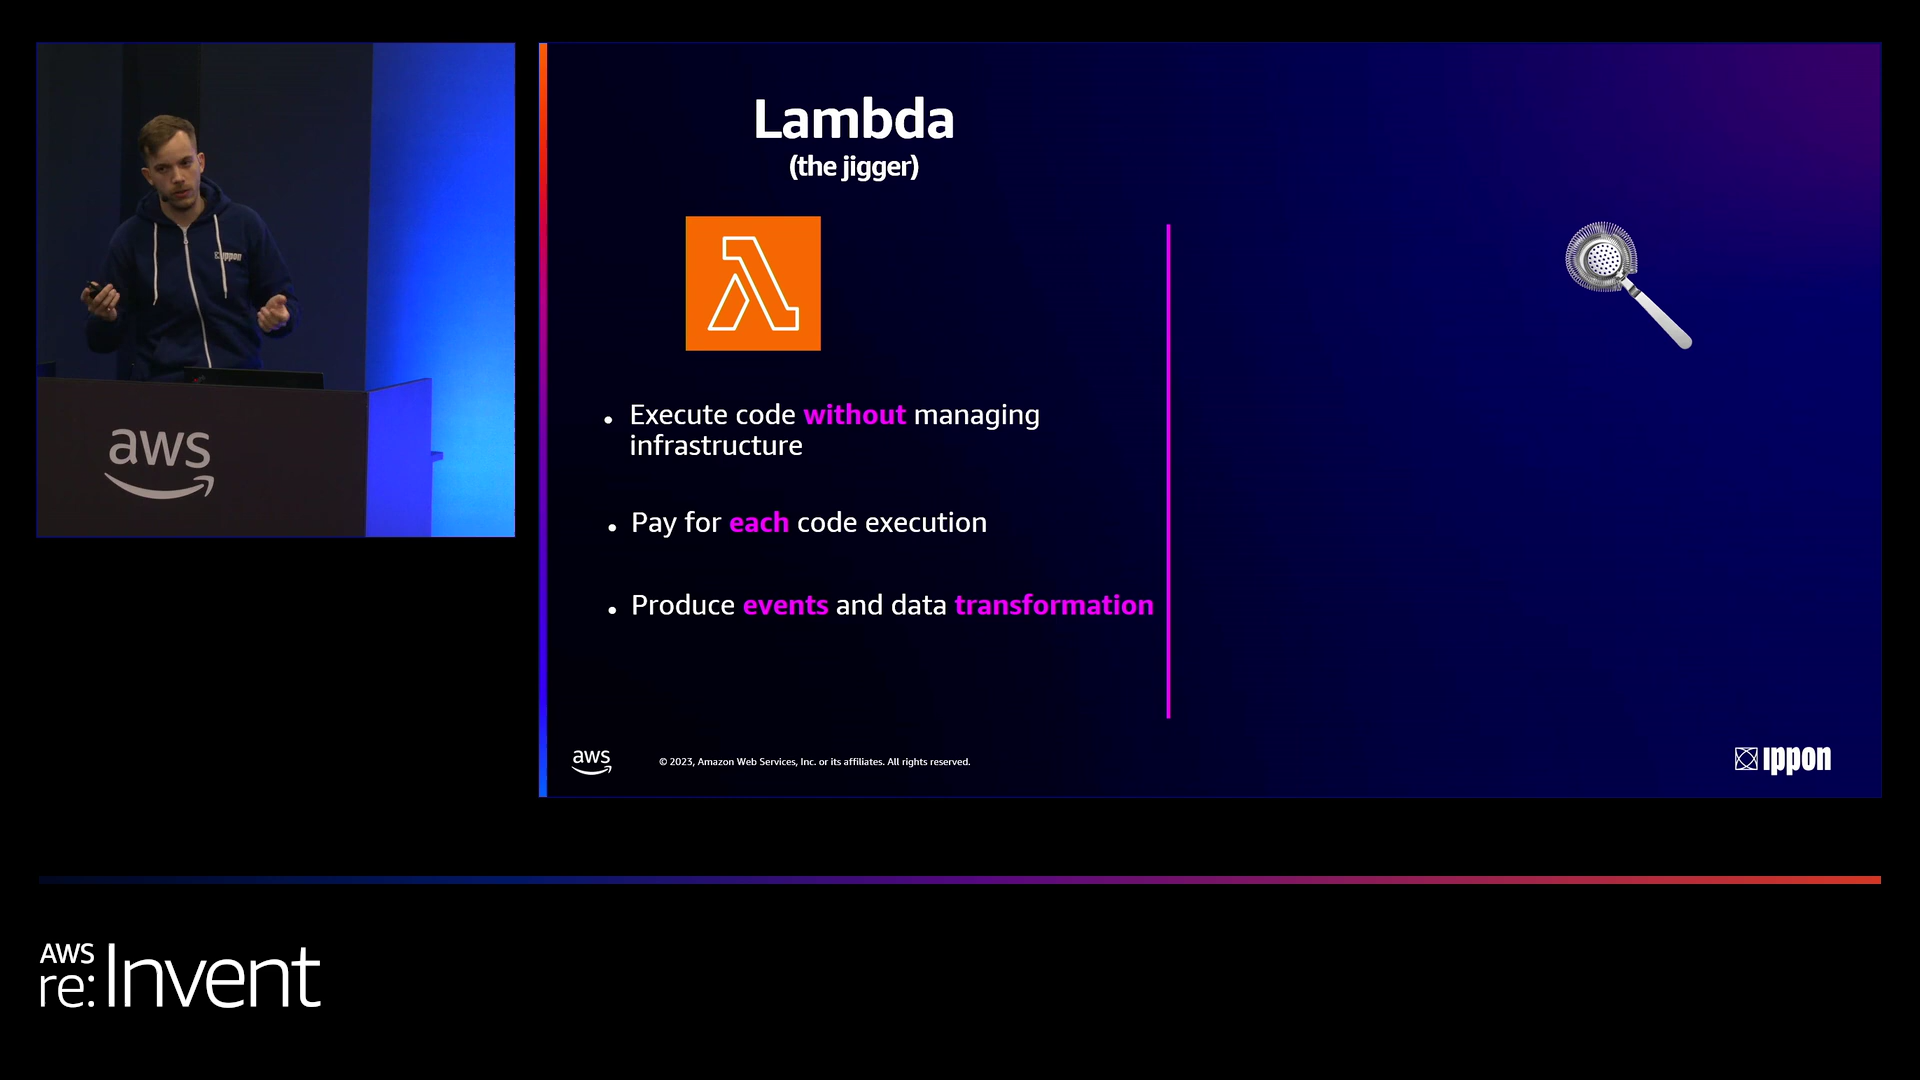 ippon
aws
Lambda
(the jigger)
• Execute code without managing
infrastructure
• Pay for each code execution
• Produce events and data transformation
aws
© 2023, Amazon Web Services, Inc. or its affiliates. All rights reserved.
ippon
AWS
re:Invent